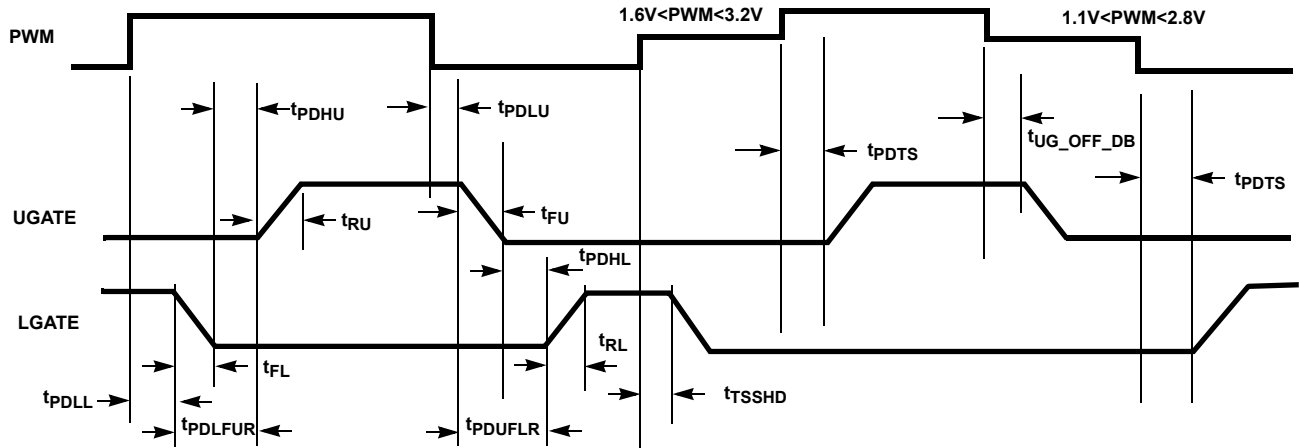 1.6V<PWM<3.2V
1.1V<PWM<2.8V
PWM
tPDHU
tPDLU
tPDTS
tUG_OFF_DB
tPDTS
UGATE
tRU
tFU
tPDHL
LGATE
tFL
tRL
tPDLL
tTSSHD
tPDLFUR
tPDUFLR